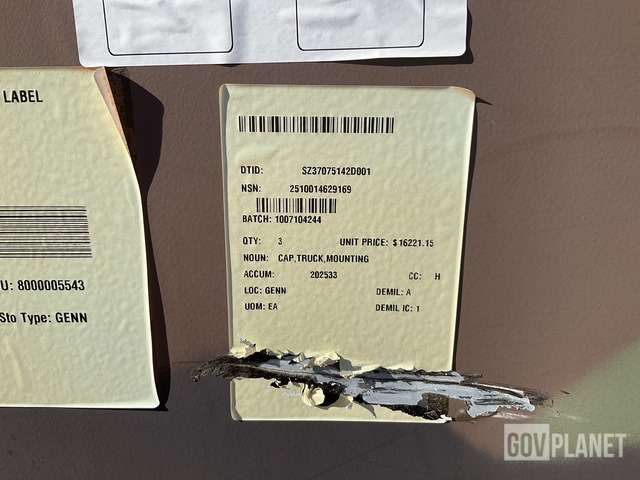 LABEL
U: 8000005543
Sto Type: GENN
DTID: SZ37075142D001
NSN: 2510014629169
BATCH: 1007104244
QTY: 3 UNIT PRICE: $16221.15
NOUN: CAP,TRUCK,MOUNTING
ACCUM: 202533 CC: H
LOC: GENN DEMIL: A
UOM: EA DEMIL IC: 1
GOVPLANET